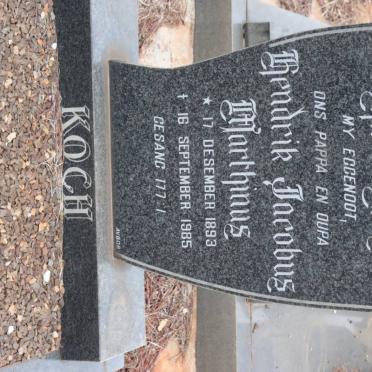 MY EGGENOOT,
ONS PAPPA EN OUPA
Hendrik Jacobus
Marthinus
★ 17 DESEMBER 1893
✝ 16 SEPTEMBER 1985
GESANG 177:1
KOCH